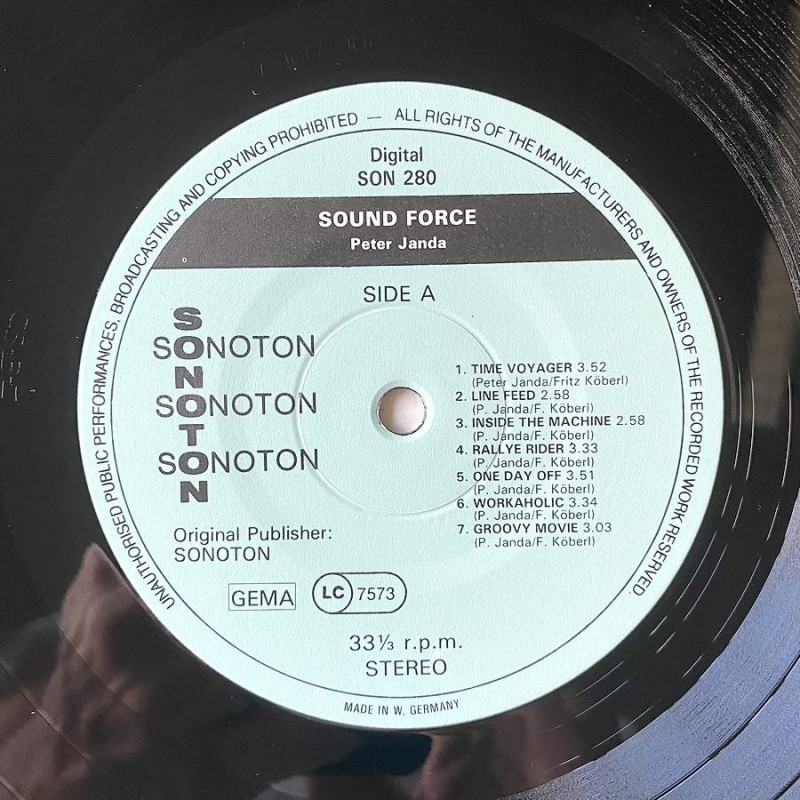 UNAUTHORISED PUBLIC PERFORMANCES, BROADCASTING AND COPYING PROHIBITED — ALL RIGHTS OF THE MANUFACTURERS AND OWNERS OF THE RECORDED WORK RESERVED.
Digital
SON 280
SOUND FORCE
Peter Janda
SIDE A
SONOTON
SONOTON
SONOTON
SONOTON
1. TIME VOYAGER 3.52
(Peter Janda/Fritz Köberl)
2. LINE FEED 2.58
(P. Janda/F. Köberl)
3. INSIDE THE MACHINE 2.58
(P. Janda/F. Köberl)
4. RALLYE RIDER 3.33
(P. Janda/F. Köberl)
5. ONE DAY OFF 3.51
(P. Janda/F. Köberl)
6. WORKAHOLIC 3.34
(P. Janda/F. Köberl)
7. GROOVY MOVIE 3.03
(P. Janda/F. Köberl)
Original Publisher:
SONOTON
GEMA LC 7573
33⅓ r.p.m.
STEREO
MADE IN W. GERMANY